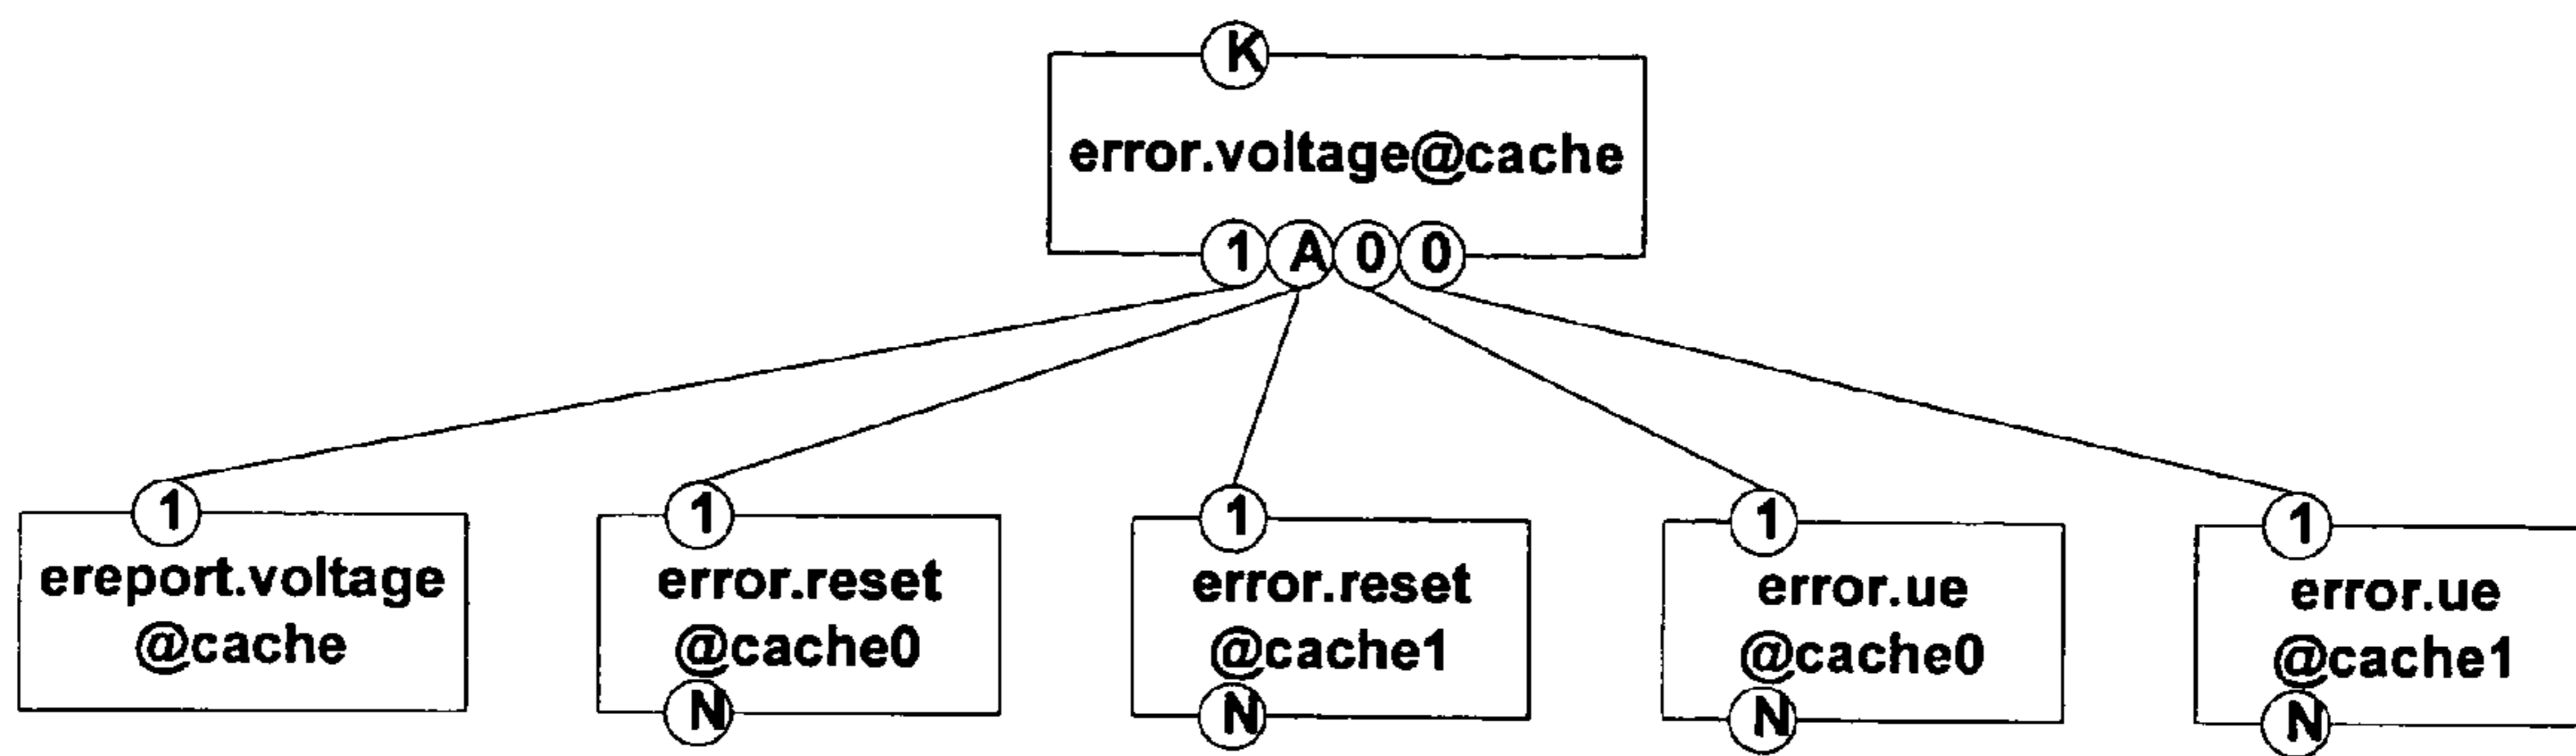 K
error.voltage@cache
1 A 0 0
1 1 1 1 1
ereport.voltage
@cache
error.reset
@cache0
error.reset
@cache1
error.ue
@cache0
error.ue
@cache1
N N N N